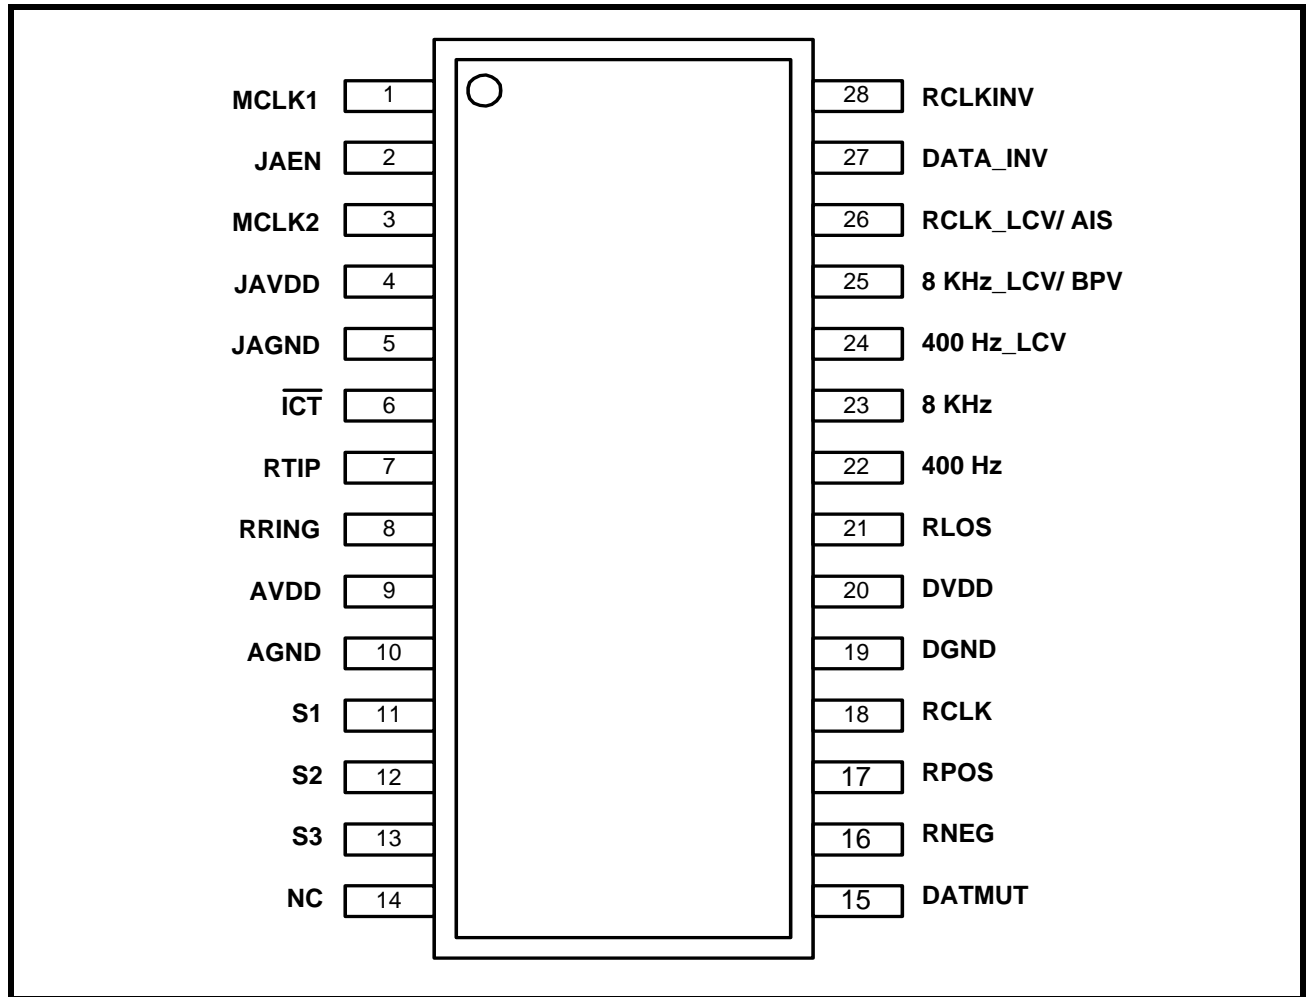 MCLK1 1 28 RCLKINV
JAEN 2 27 DATA_INV
MCLK2 3 26 RCLK_LCV/ AIS
JAVDD 4 25 8 KHz_LCV/ BPV
JAGND 5 24 400 Hz_LCV
I̅C̅T̅ 6 23 8 KHz
RTIP 7 22 400 Hz
RRING 8 21 RLOS
AVDD 9 20 DVDD
AGND 10 19 DGND
S1 11 18 RCLK
S2 12 17 RPOS
S3 13 16 RNEG
NC 14 15 DATMUT